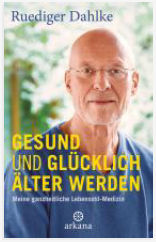 Ruediger Dahlke
GESUND
UND GLÜCKLICH
ÄLTER WERDEN
Meine ganzheitliche Lebensstil-Medizin
arkana